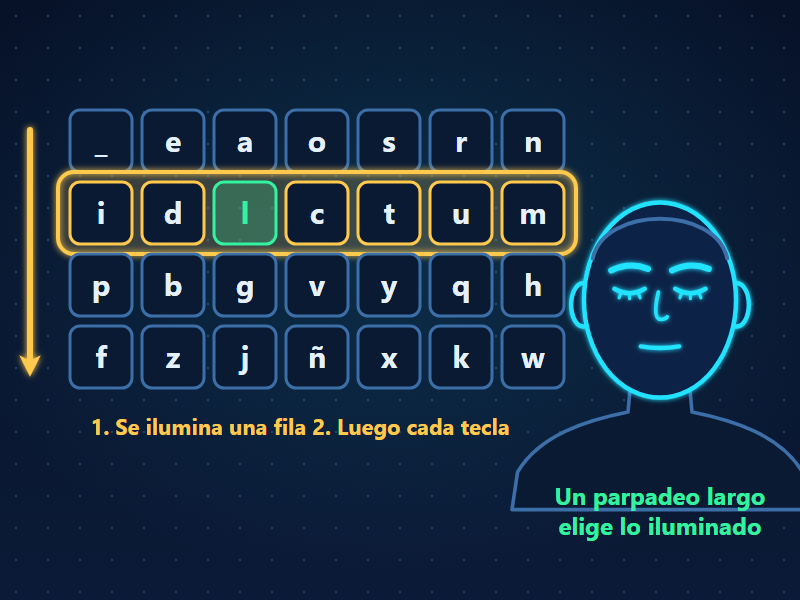 _ e a o s r n
i d l c t u m
p b g v y q h
f z j ñ x k w
1. Se ilumina una fila 2. Luego cada tecla
Un parpadeo largo
elige lo iluminado